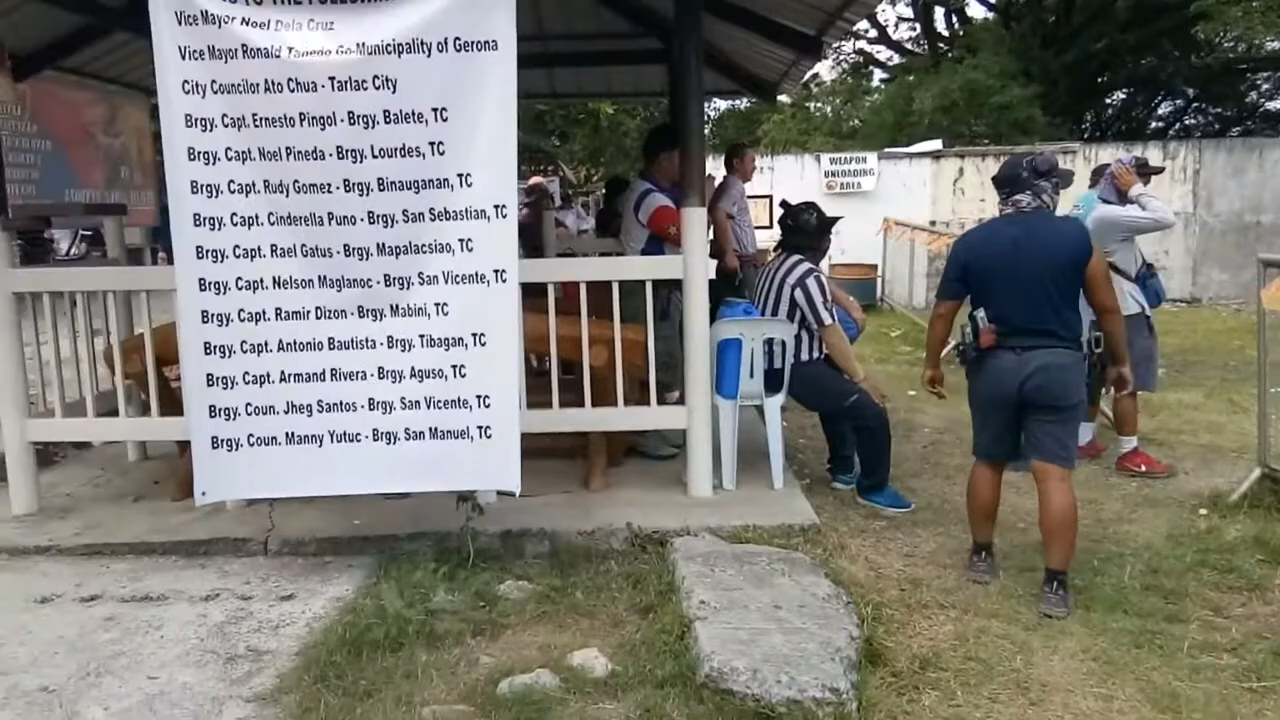 TO THE FOLLOWING
Vice Mayor Noel Dela Cruz
Vice Mayor Ronald Tañedo Go-Municipality of Gerona
City Councilor Ato Chua - Tarlac City
Brgy. Capt. Ernesto Pingol - Brgy. Balete, TC
Brgy. Capt. Noel Pineda - Brgy. Lourdes, TC
Brgy. Capt. Rudy Gomez - Brgy. Binauganan, TC
Brgy. Capt. Cinderella Puno - Brgy. San Sebastian, TC
Brgy. Capt. Rael Gatus - Brgy. Mapalacsiao, TC
Brgy. Capt. Nelson Maglanoc - Brgy. San Vicente, TC
Brgy. Capt. Ramir Dizon - Brgy. Mabini, TC
Brgy. Capt. Antonio Bautista - Brgy. Tibagan, TC
Brgy. Capt. Armand Rivera - Brgy. Aguso, TC
Brgy. Coun. Jheg Santos - Brgy. San Vicente, TC
Brgy. Coun. Manny Yutuc - Brgy. San Manuel, TC
WEAPON
UNLOADING
AREA